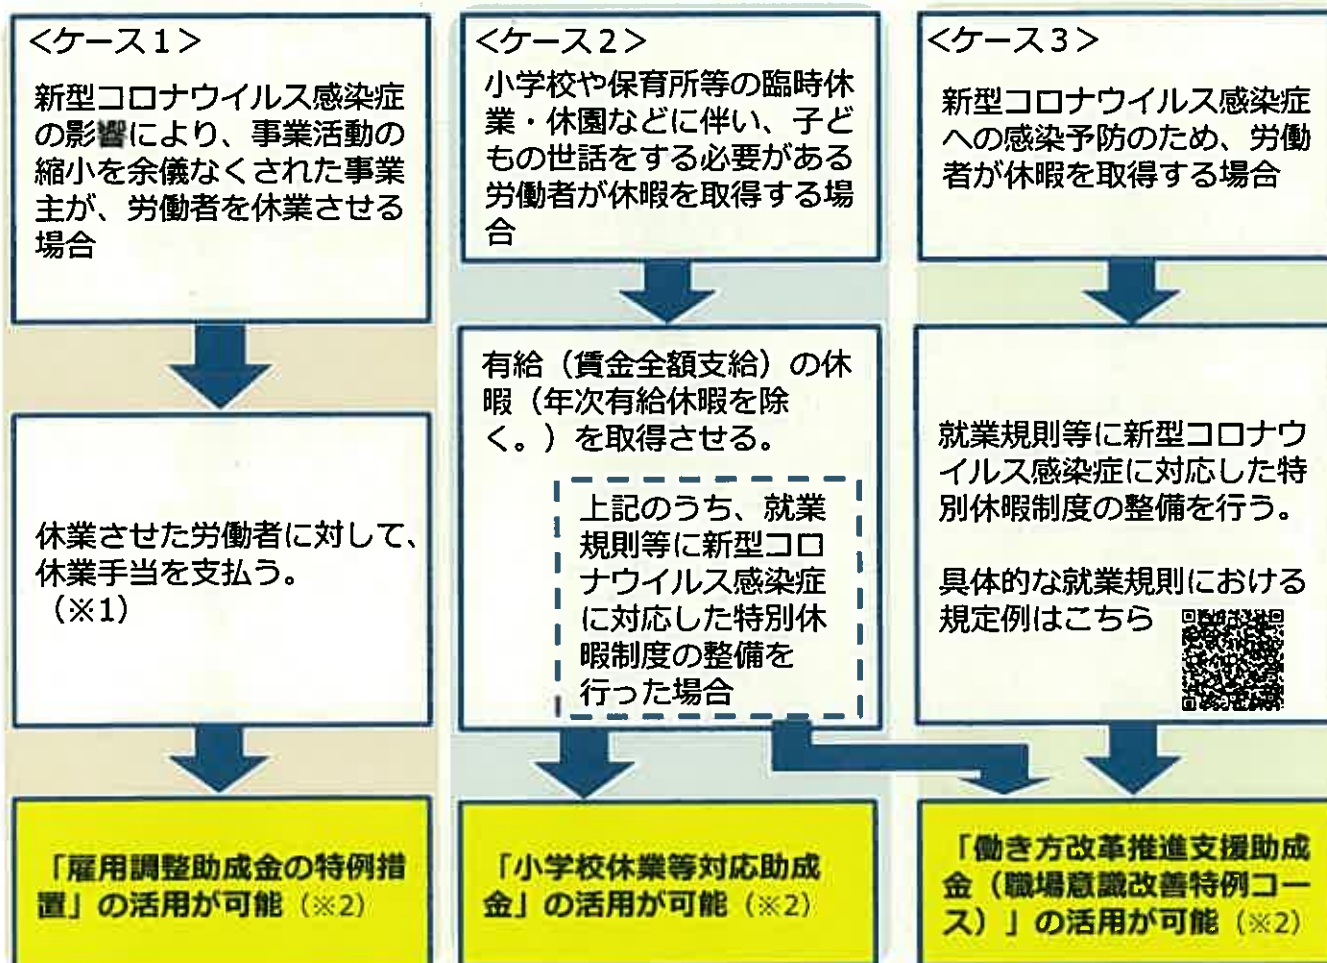 <ケース1>
新型コロナウイルス感染症
の影響により、事業活動の
縮小を余儀なくされた事業
主が、労働者を休業させる
場合
休業させた労働者に対して、
休業手当を支払う。
（※1）
「雇用調整助成金の特例措
置」の活用が可能（※2）
<ケース2>
小学校や保育所等の臨時休
業・休園などに伴い、子ど
もの世話をする必要がある
労働者が休暇を取得する場
合
有給（賃金全額支給）の休
暇（年次有給休暇を除
く。）を取得させる。
上記のうち、就業
規則等に新型コロ
ナウイルス感染症
に対応した特別休
暇制度の整備を
行った場合
「小学校休業等対応助成
金」の活用が可能（※2）
<ケース3>
新型コロナウイルス感染症
への感染予防のため、労働
者が休暇を取得する場合
就業規則等に新型コロナウ
イルス感染症に対応した特
別休暇制度の整備を行う。
具体的な就業規則における
規定例はこちら
「働き方改革推進支援助成
金（職場意識改善特例コー
ス）」の活用が可能（※2）